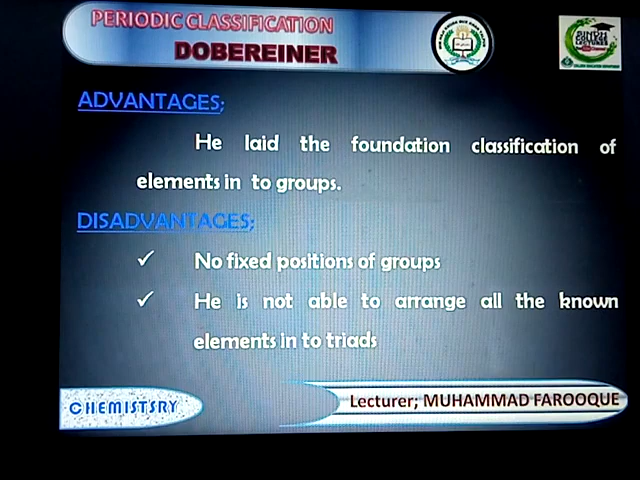 PERIODIC CLASSIFICATION
DOBEREINER
ADVANTAGES;
He laid the foundation classification of
elements in to groups.
DISADVANTAGES;
✓ No fixed positions of groups
✓ He is not able to arrange all the known
elements in to triads
CHEMISTSRY
Lecturer; MUHAMMAD FAROOQUE